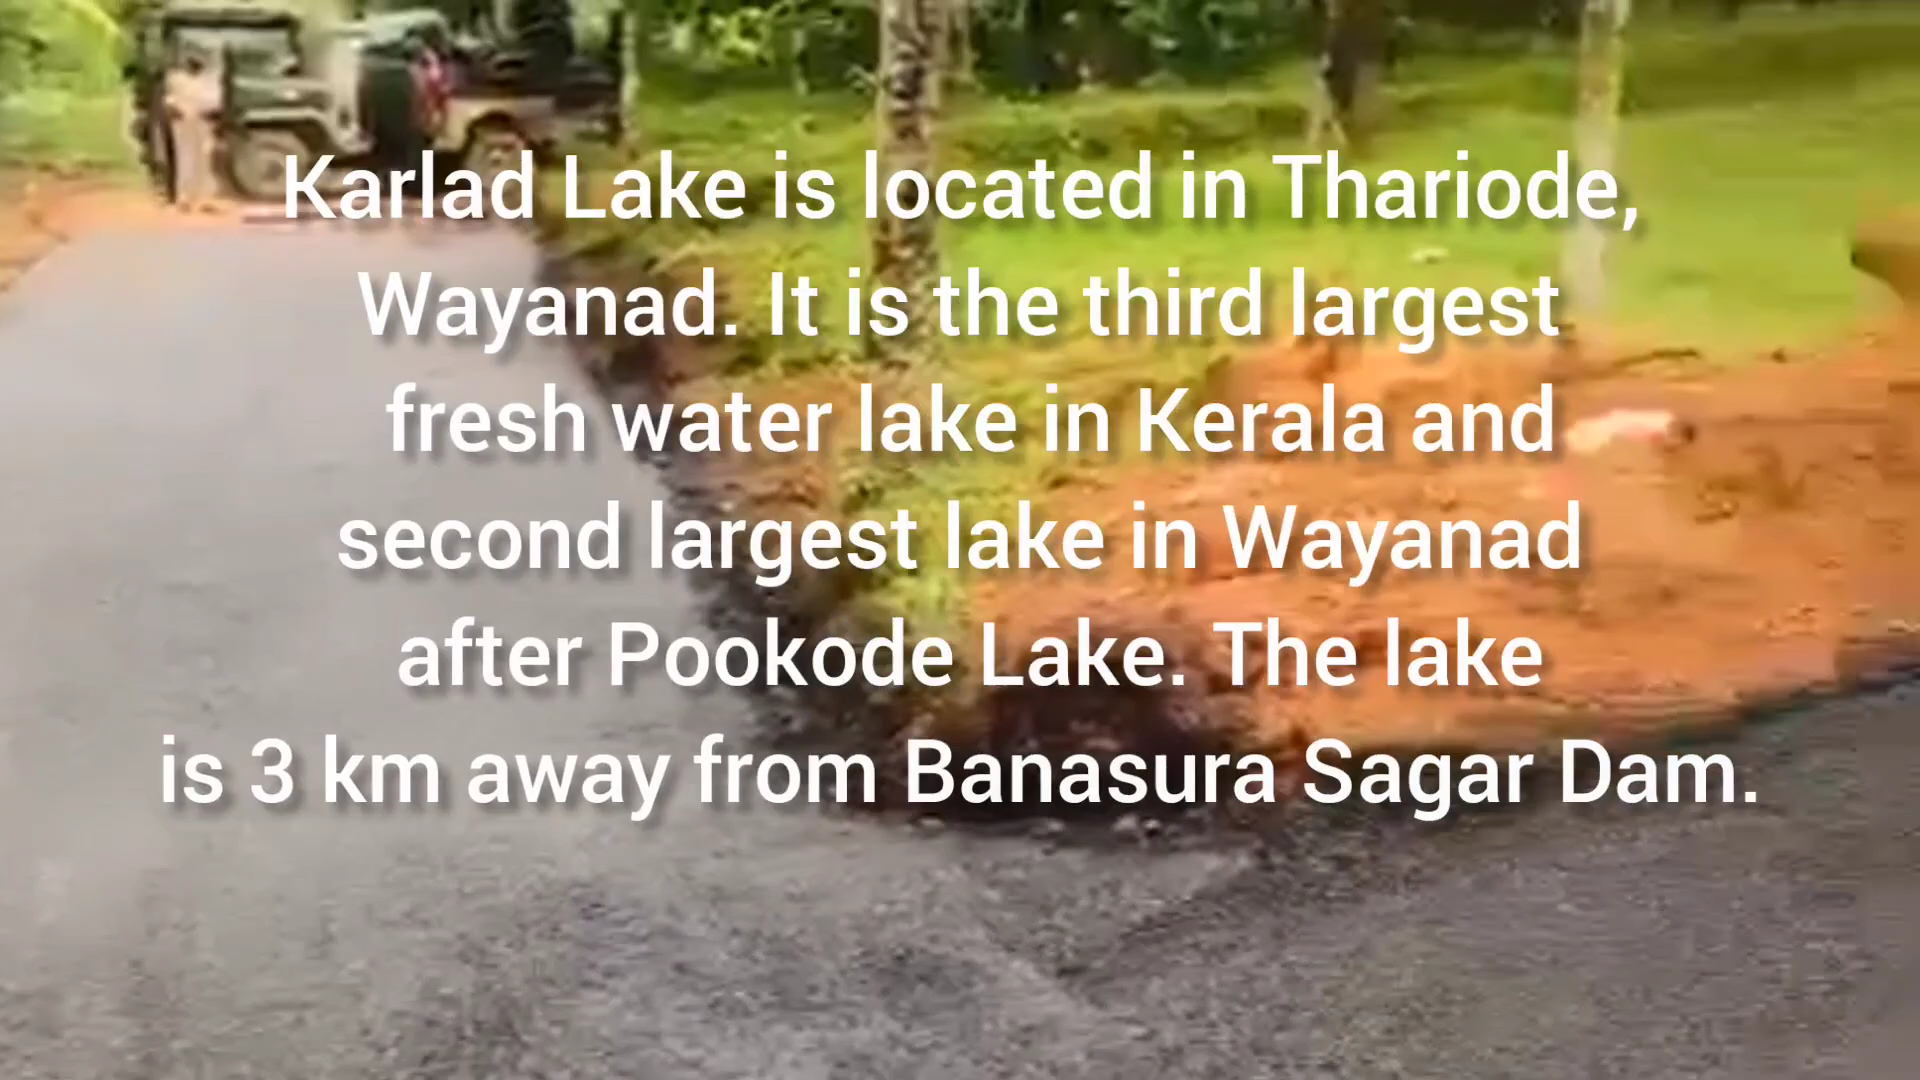 Karlad Lake is located in Thariode,
Wayanad. It is the third largest
fresh water lake in Kerala and
second largest lake in Wayanad
after Pookode Lake. The lake
is 3 km away from Banasura Sagar Dam.